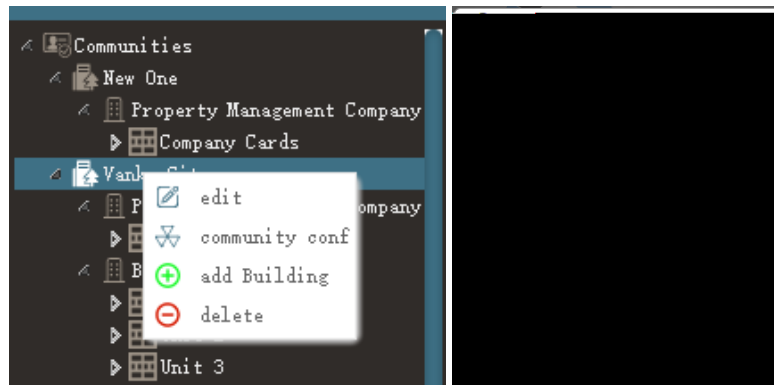 Communities
New One
Property Management Company
Company Cards
edit
community conf
add Building
delete
Unit 3